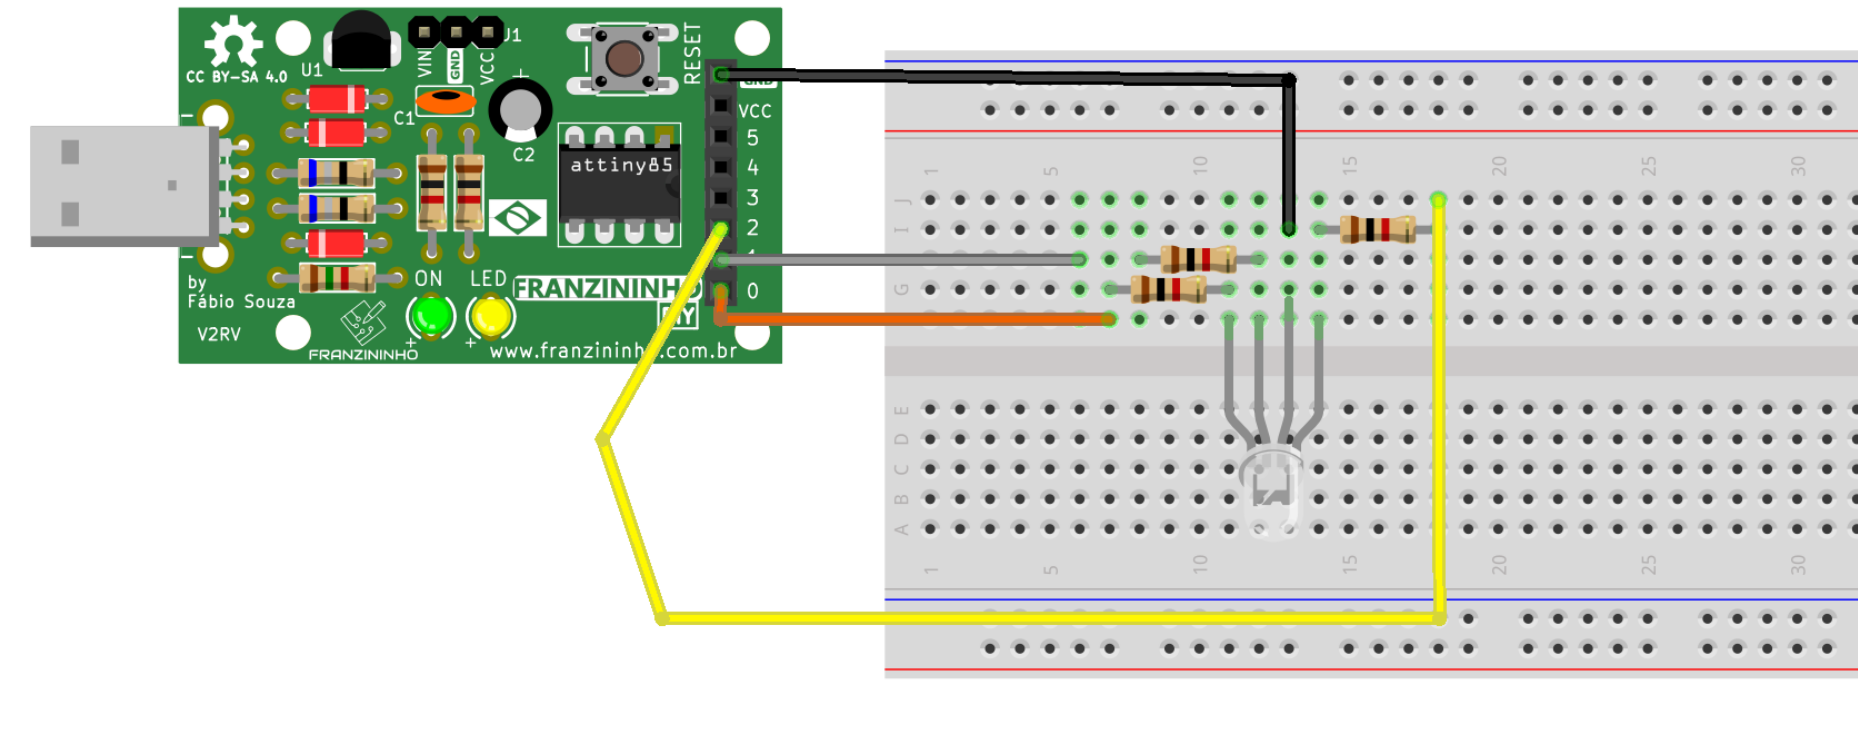 CC BY-SA 4.0
U1
VIN
GND
VCC
J1
RESET
GND
VCC
5
4
3
2
1
0
C1
C2
attiny85
by
Fábio Souza
V2RV
ON
LED
+
+
+
-
-
FRANZININHO
FRANZININHO
DIY
www.franzininho.com.br
1
5
10
15
20
25
30
J
I
G
E
D
C
B
A
1
5
10
15
20
25
30